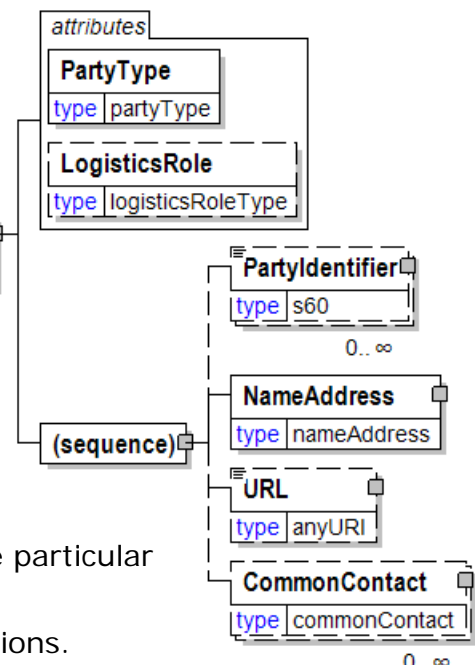 attributes
PartyType
type partyType
LogisticsRole
type logisticsRoleType
PartyIdentifier
type s60
0.. ∞
NameAddress
type nameAddress
(sequence)
URL
type anyURI
particular
CommonContact
type commonContact
ions.
0.. ∞